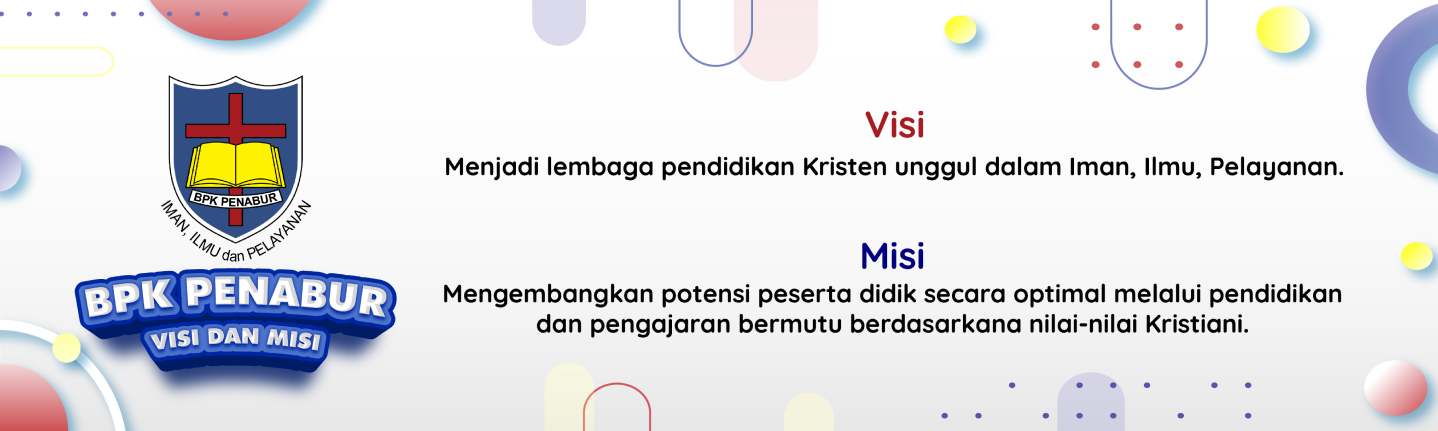 BPK PENABUR
IMAN, ILMU dan PELAYANAN
BPK PENABUR
VISI DAN MISI
Visi
Menjadi lembaga pendidikan Kristen unggul dalam Iman, Ilmu, Pelayanan.
Misi
Mengembangkan potensi peserta didik secara optimal melalui pendidikan
dan pengajaran bermutu berdasarkana nilai-nilai Kristiani.